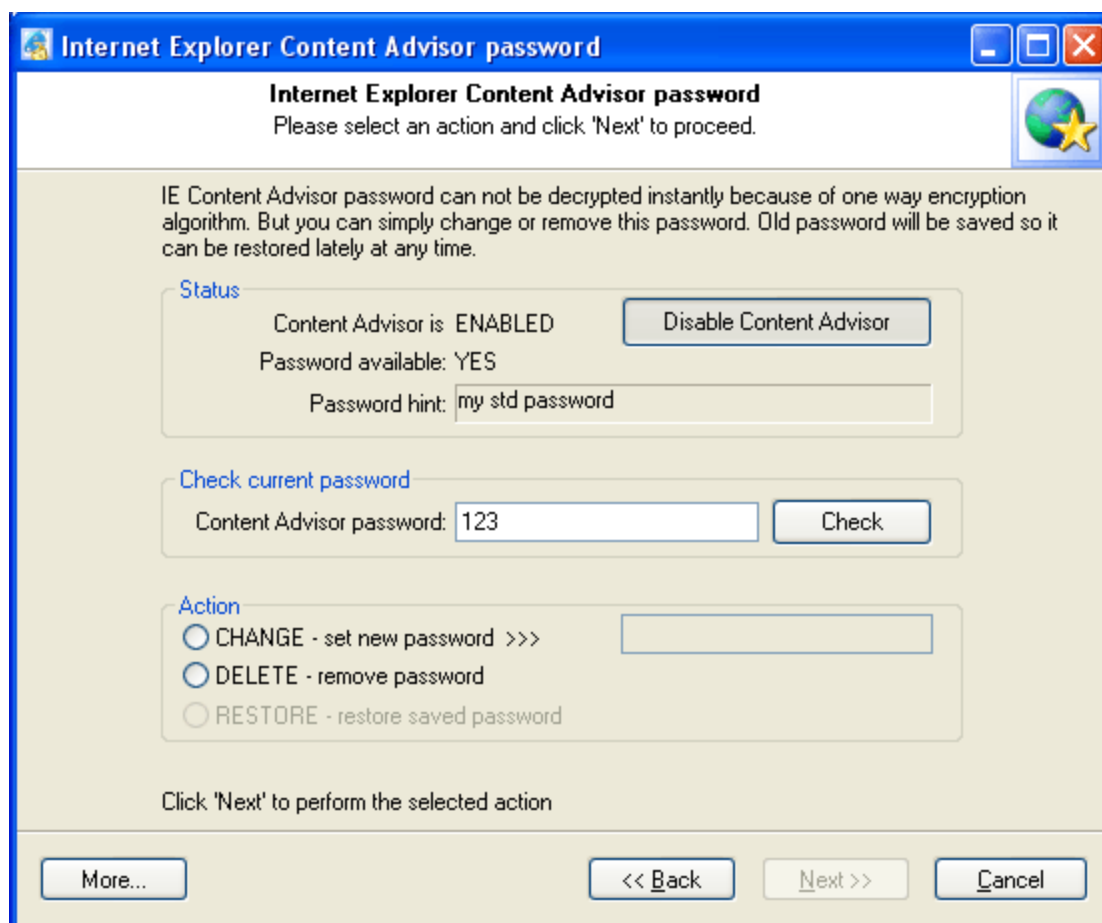 Internet Explorer Content Advisor password
Internet Explorer Content Advisor password
Please select an action and click 'Next' to proceed.
IE Content Advisor password can not be decrypted instantly because of one way encryption
algorithm. But you can simply change or remove this password. Old password will be saved so it
can be restored lately at any time.
Status
Content Advisor is ENABLED Disable Content Advisor
Password available: YES
Password hint: my std password
Check current password
Content Advisor password: 123 Check
Action
CHANGE - set new password >>>
DELETE - remove password
RESTORE - restore saved password
Click 'Next' to perform the selected action
More... << Back Next >> Cancel